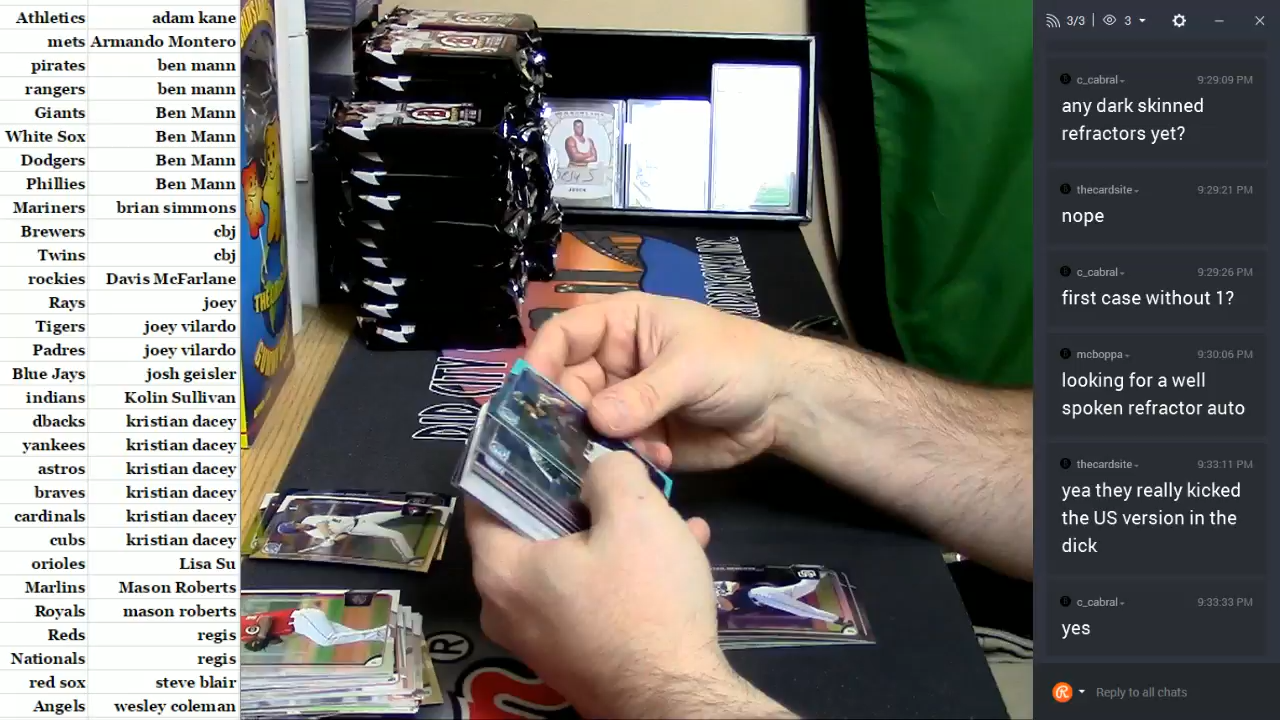 Athletics adam kane
mets Armando Montero
pirates ben mann
rangers ben mann
Giants Ben Mann
White Sox Ben Mann
Dodgers Ben Mann
Phillies Ben Mann
Mariners brian simmons
Brewers cbj
Twins cbj
rockies Davis McFarlane
Rays joey
Tigers joey vilardo
Padres joey vilardo
Blue Jays josh geisler
indians Kolin Sullivan
dbacks kristian dacey
yankees kristian dacey
astros kristian dacey
braves kristian dacey
cardinals kristian dacey
cubs kristian dacey
orioles Lisa Su
Marlins Mason Roberts
Royals mason roberts
Reds regis
Nationals regis
red sox steve blair
Angels wesley coleman
RIP CITY
®
3/3 3
c_cabral 9:29:09 PM
any dark skinned
refractors yet?
thecardsite 9:29:21 PM
nope
c_cabral 9:29:26 PM
first case without 1?
mcboppa 9:30:06 PM
looking for a well
spoken refractor auto
thecardsite 9:33:11 PM
yea they really kicked
the US version in the
dick
c_cabral 9:33:33 PM
yes
Reply to all chats